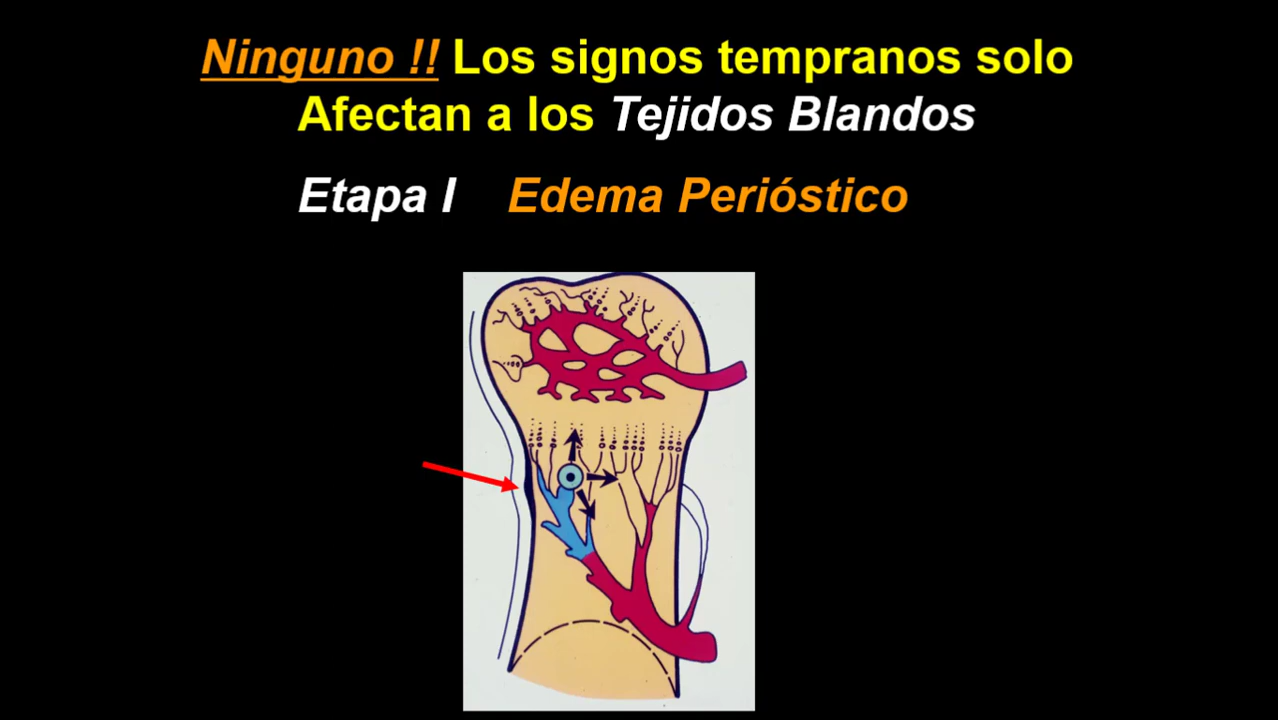 Ninguno !! Los signos tempranos solo
Afectan a los Tejidos Blandos
Etapa I Edema Perióstico